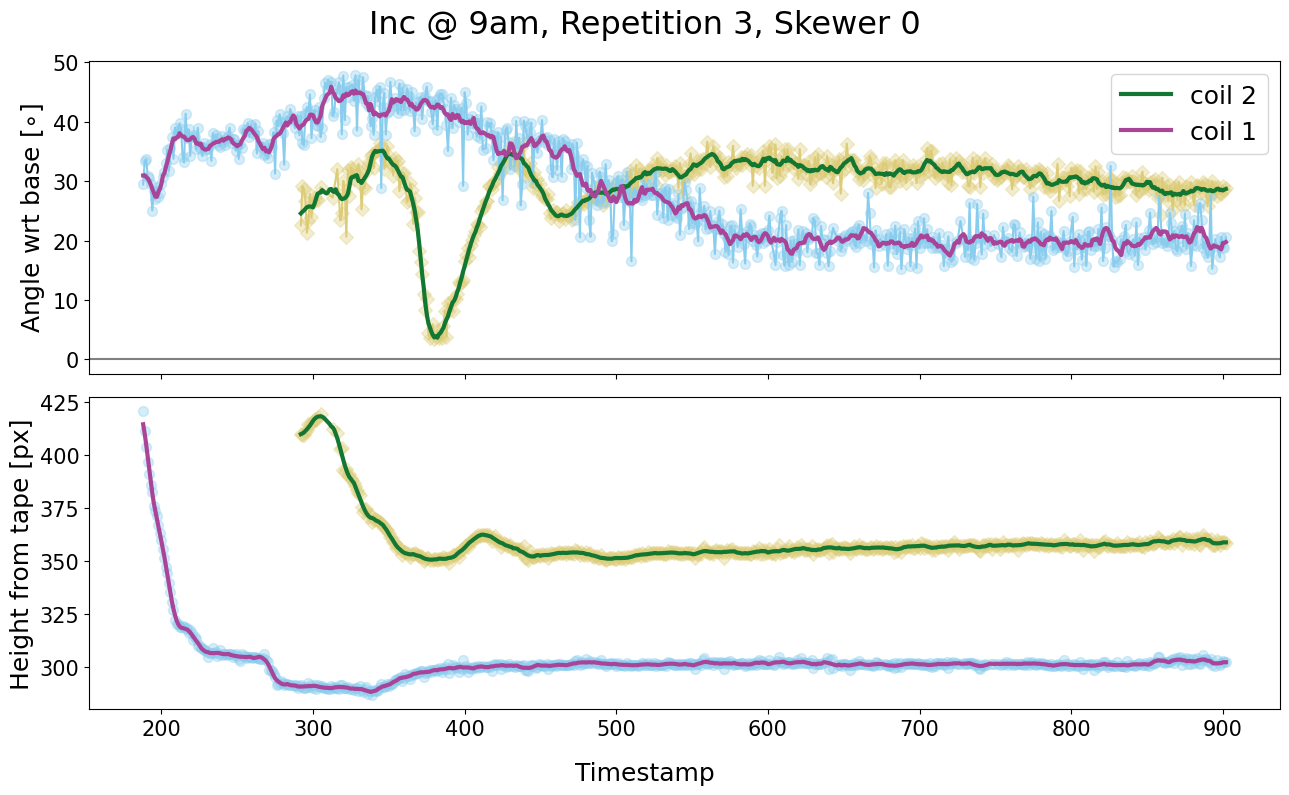 Inc @ 9am, Repetition 3, Skewer 0
Angle wrt base [∘]
50
40
30
20
10
0
coil 2
coil 1
Height from tape [px]
425
400
375
350
325
300
200 300 400 500 600 700 800 900
Timestamp